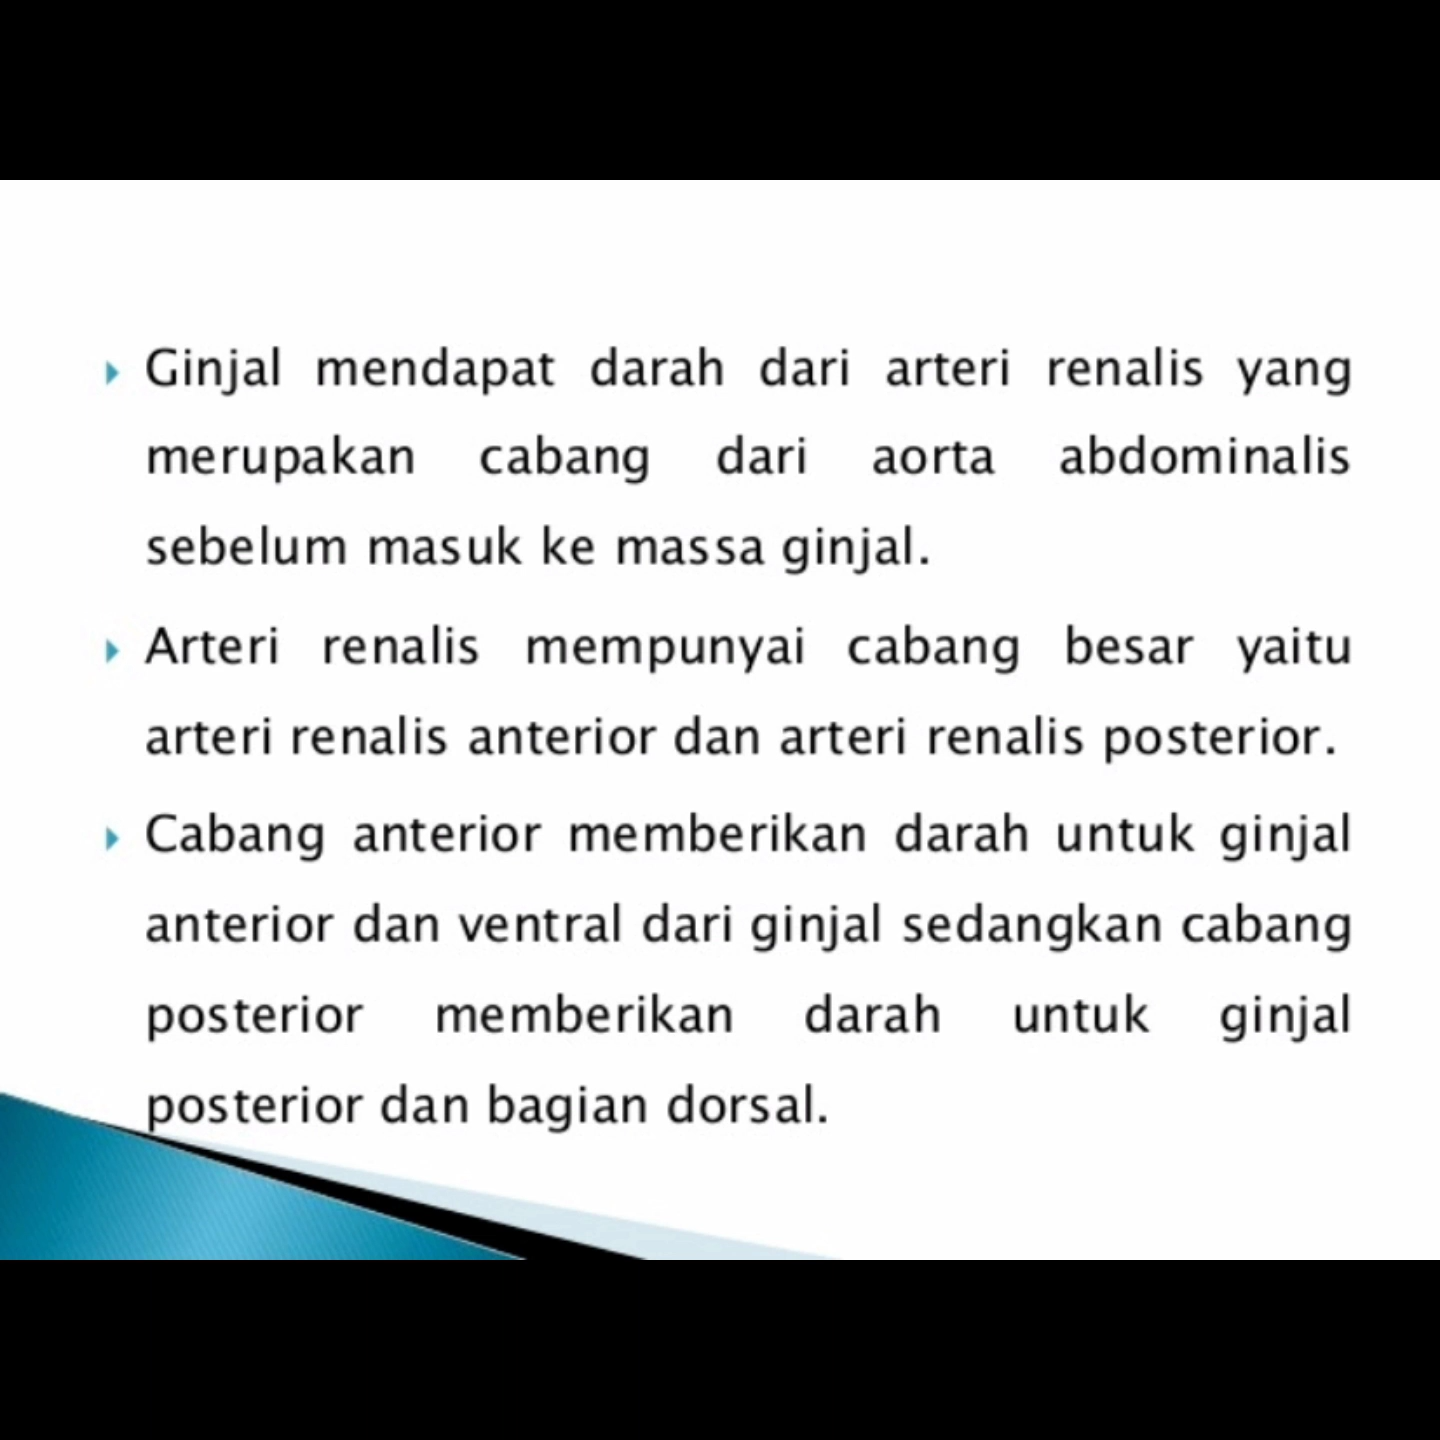 Ginjal mendapat darah dari arteri renalis yang
merupakan cabang dari aorta abdominalis
sebelum masuk ke massa ginjal.
Arteri renalis mempunyai cabang besar yaitu
arteri renalis anterior dan arteri renalis posterior.
Cabang anterior memberikan darah untuk ginjal
anterior dan ventral dari ginjal sedangkan cabang
posterior memberikan darah untuk ginjal
posterior dan bagian dorsal.